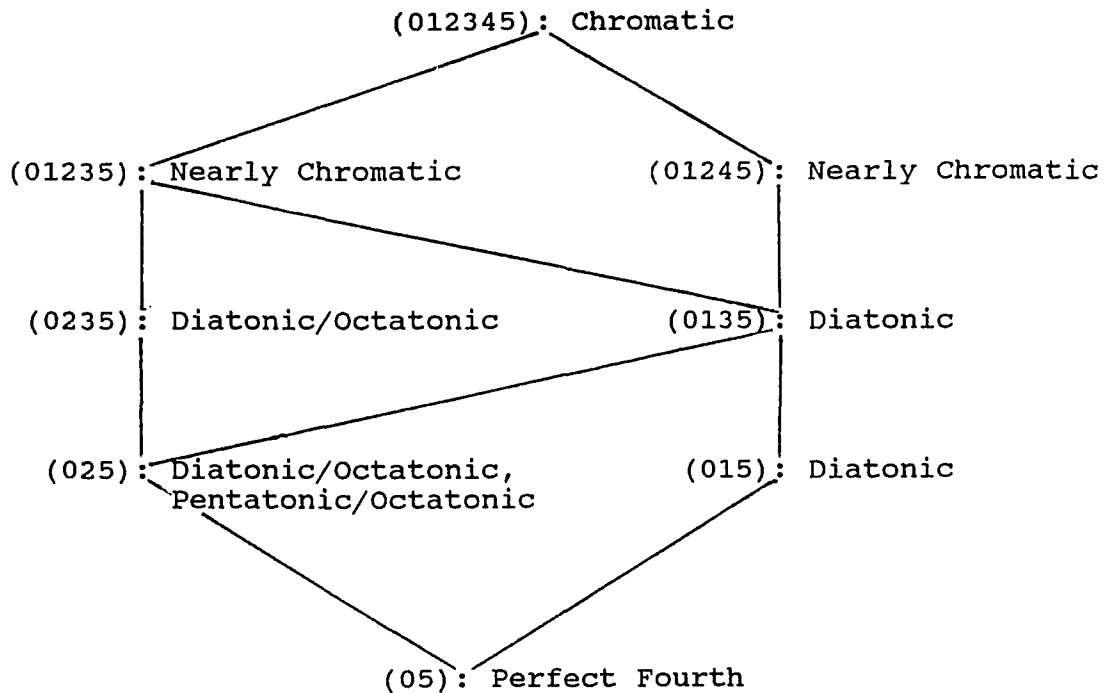 (012345): Chromatic
(01235): Nearly Chromatic
(01245): Nearly Chromatic
(0235): Diatonic/Octatonic
(0135): Diatonic
(025): Diatonic/Octatonic,
Pentatonic/Octatonic
(015): Diatonic
(05): Perfect Fourth